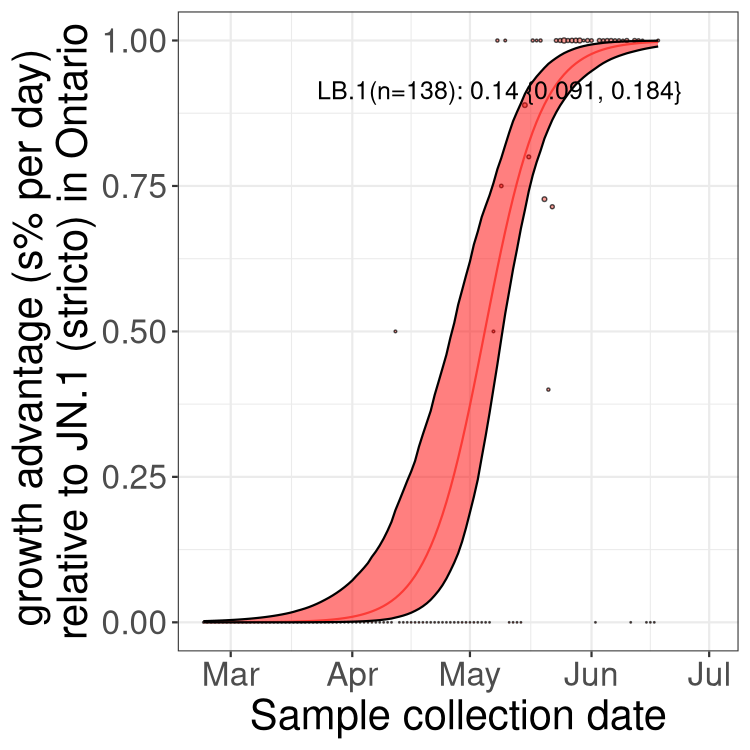 growth advantage (s% per day)
relative to JN.1 (stricto) in Ontario
1.00
0.75
0.50
0.25
0.00
LB.1(n=138): 0.14 {0.091, 0.184}
Mar Apr May Jun Jul
Sample collection date